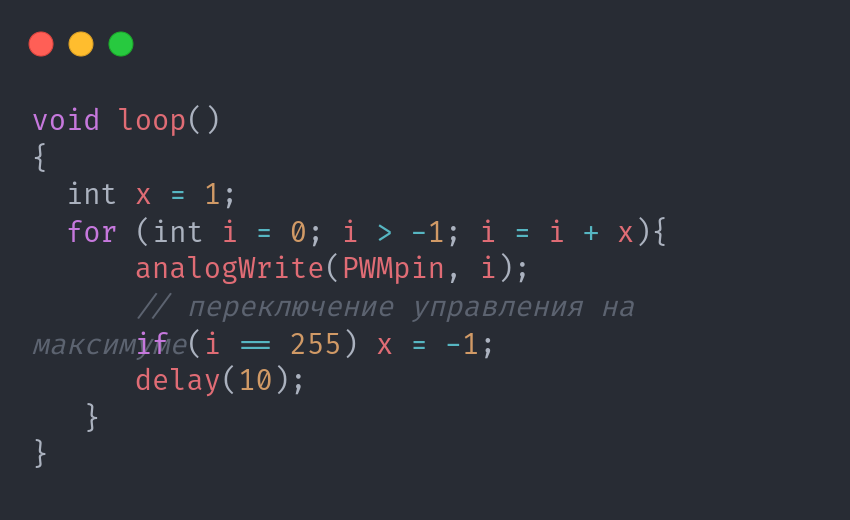 void loop()
{
  int x = 1;
  for (int i = 0; i > -1; i = i + x){
      analogWrite(PWMpin, i);
      // переключение управления на
максимуме
      if (i == 255) x = -1;
      delay(10);
   }
}